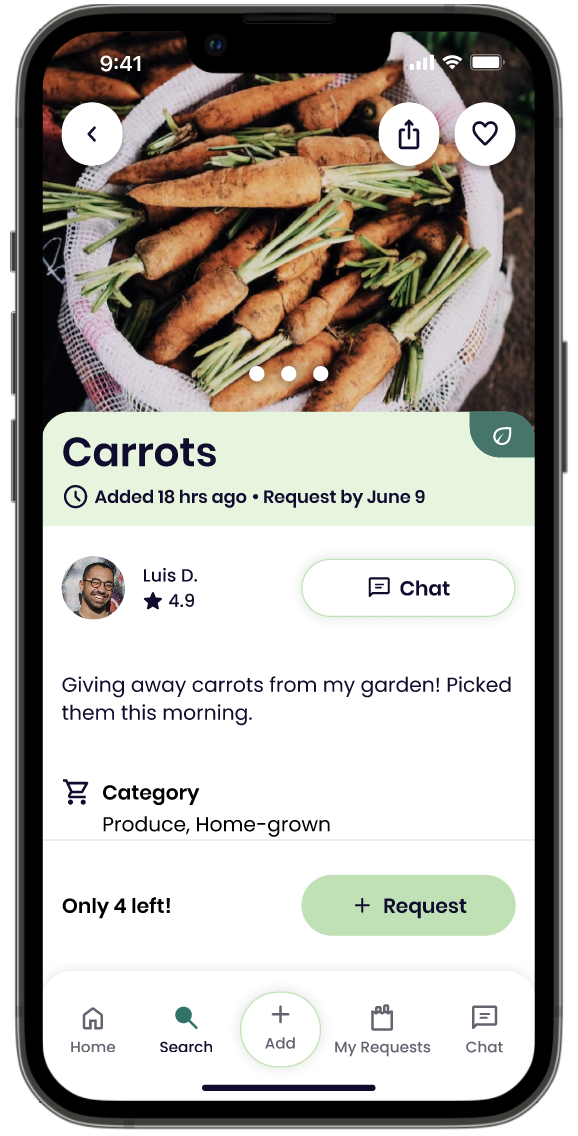 9:41
Carrots
Added 18 hrs ago • Request by June 9
Luis D.
4.9
Chat
Giving away carrots from my garden! Picked
them this morning.
Category
Produce, Home-grown
Only 4 left!
+ Request
Home
Search
Add
My Requests
Chat